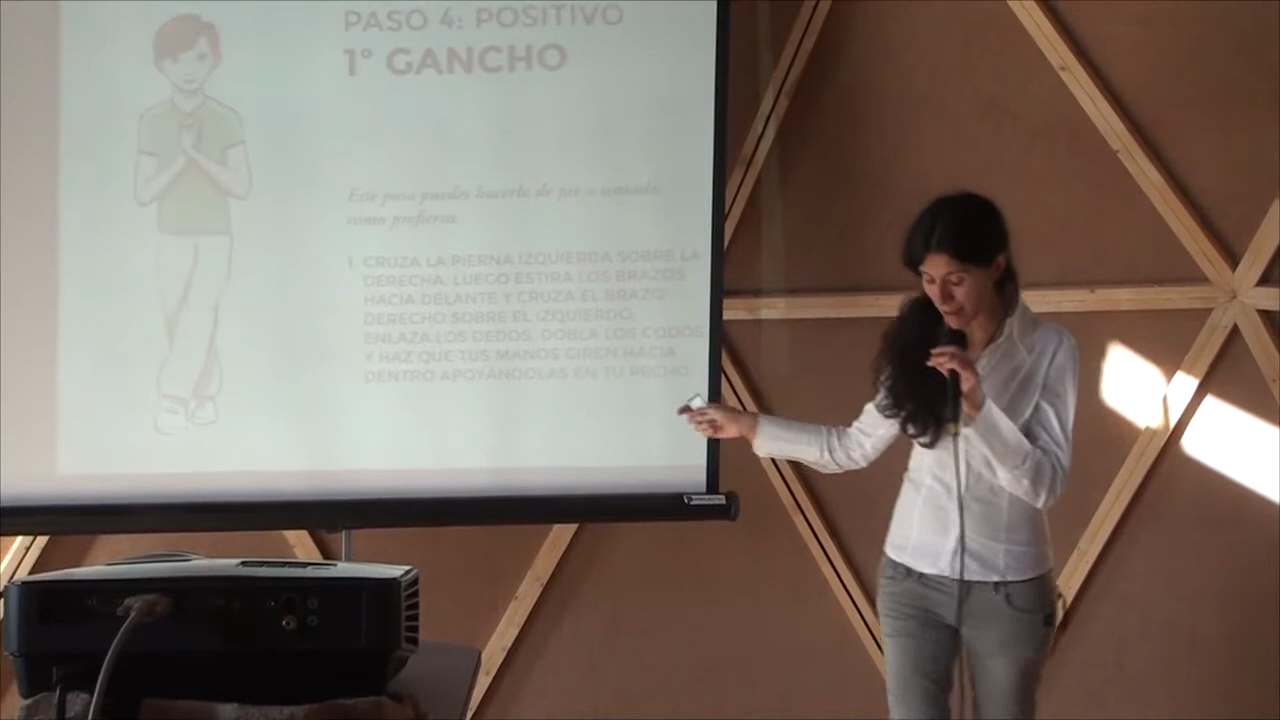 PASO 4: POSITIVO
1º GANCHO
Este paso puedes hacerlo de pie o sentado
como prefieras.
1. CRUZA LA PIERNA IZQUIERDA SOBRE LA
DERECHA, LUEGO ESTIRA LOS BRAZOS
HACIA DELANTE Y CRUZA EL BRAZO
DERECHO SOBRE EL IZQUIERDO,
ENLAZA LOS DEDOS, DOBLA LOS CODOS
Y HAZ QUE TUS MANOS GIREN HACIA
DENTRO APOYANDOLAS EN TU PECHO.